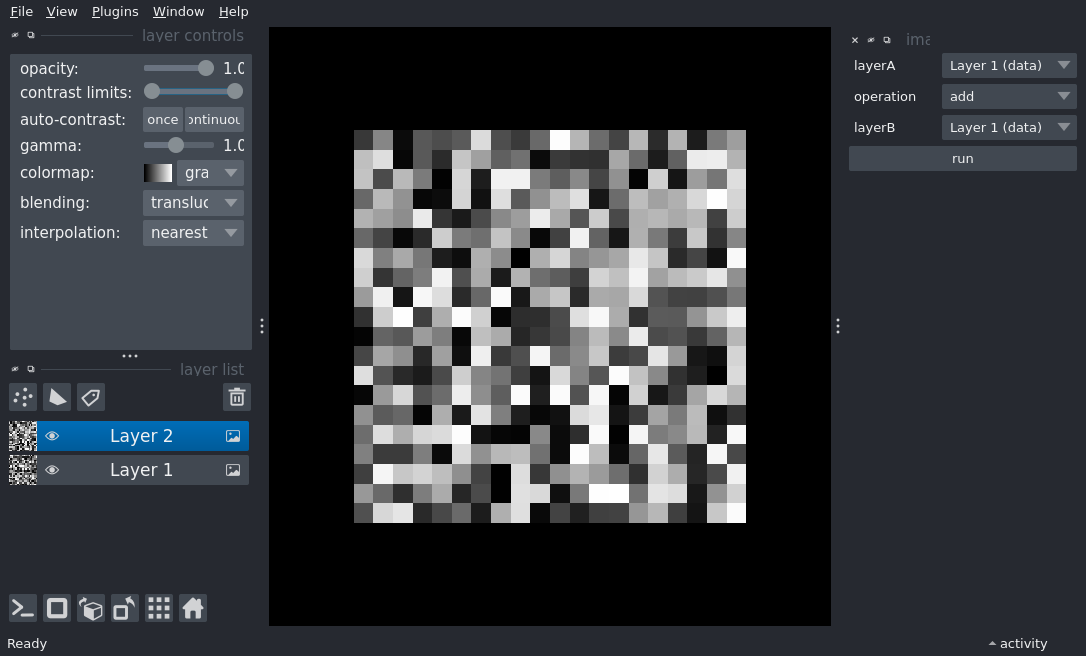 File View Plugins Window Help
layer controls
opacity: 1.0
contrast limits:
auto-contrast: once ontinuou
gamma: 1.0
colormap: gra
blending: transluc
interpolation: nearest
layer list
Layer 2
Layer 1
Ready
ima
layerA Layer 1 (data)
operation add
layerB Layer 1 (data)
run
activity